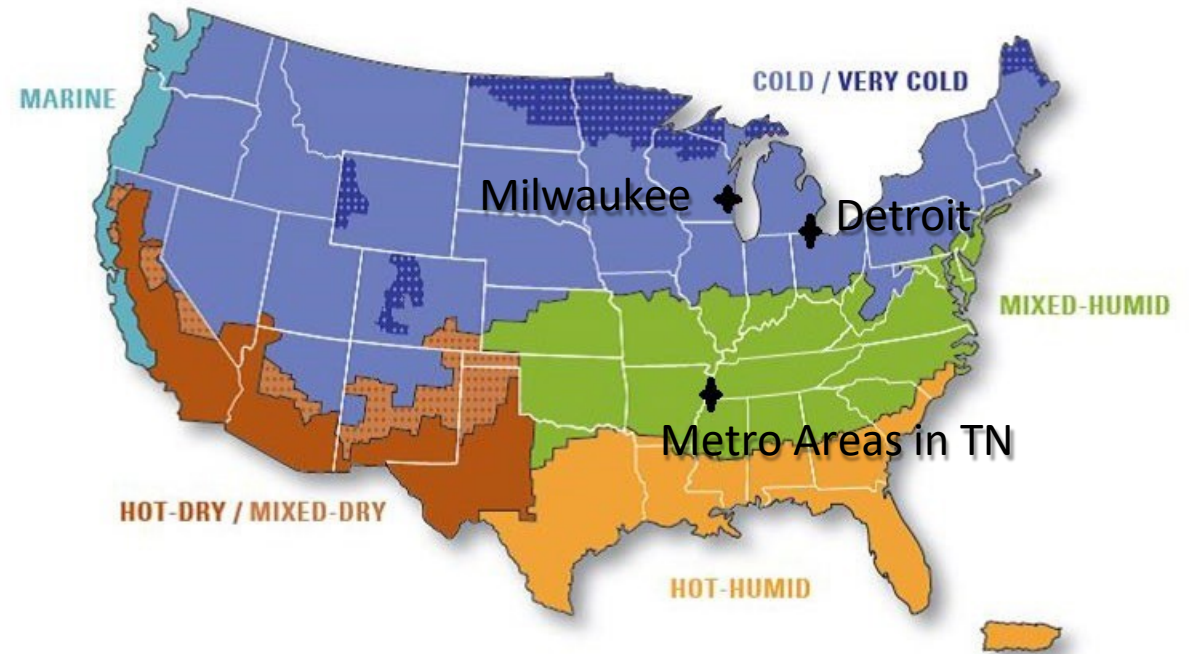 COLD / VERY COLD
MARINE
Milwaukee
Detroit
MIXED-HUMID
Metro Areas in TN
HOT-DRY / MIXED-DRY
HOT-HUMID